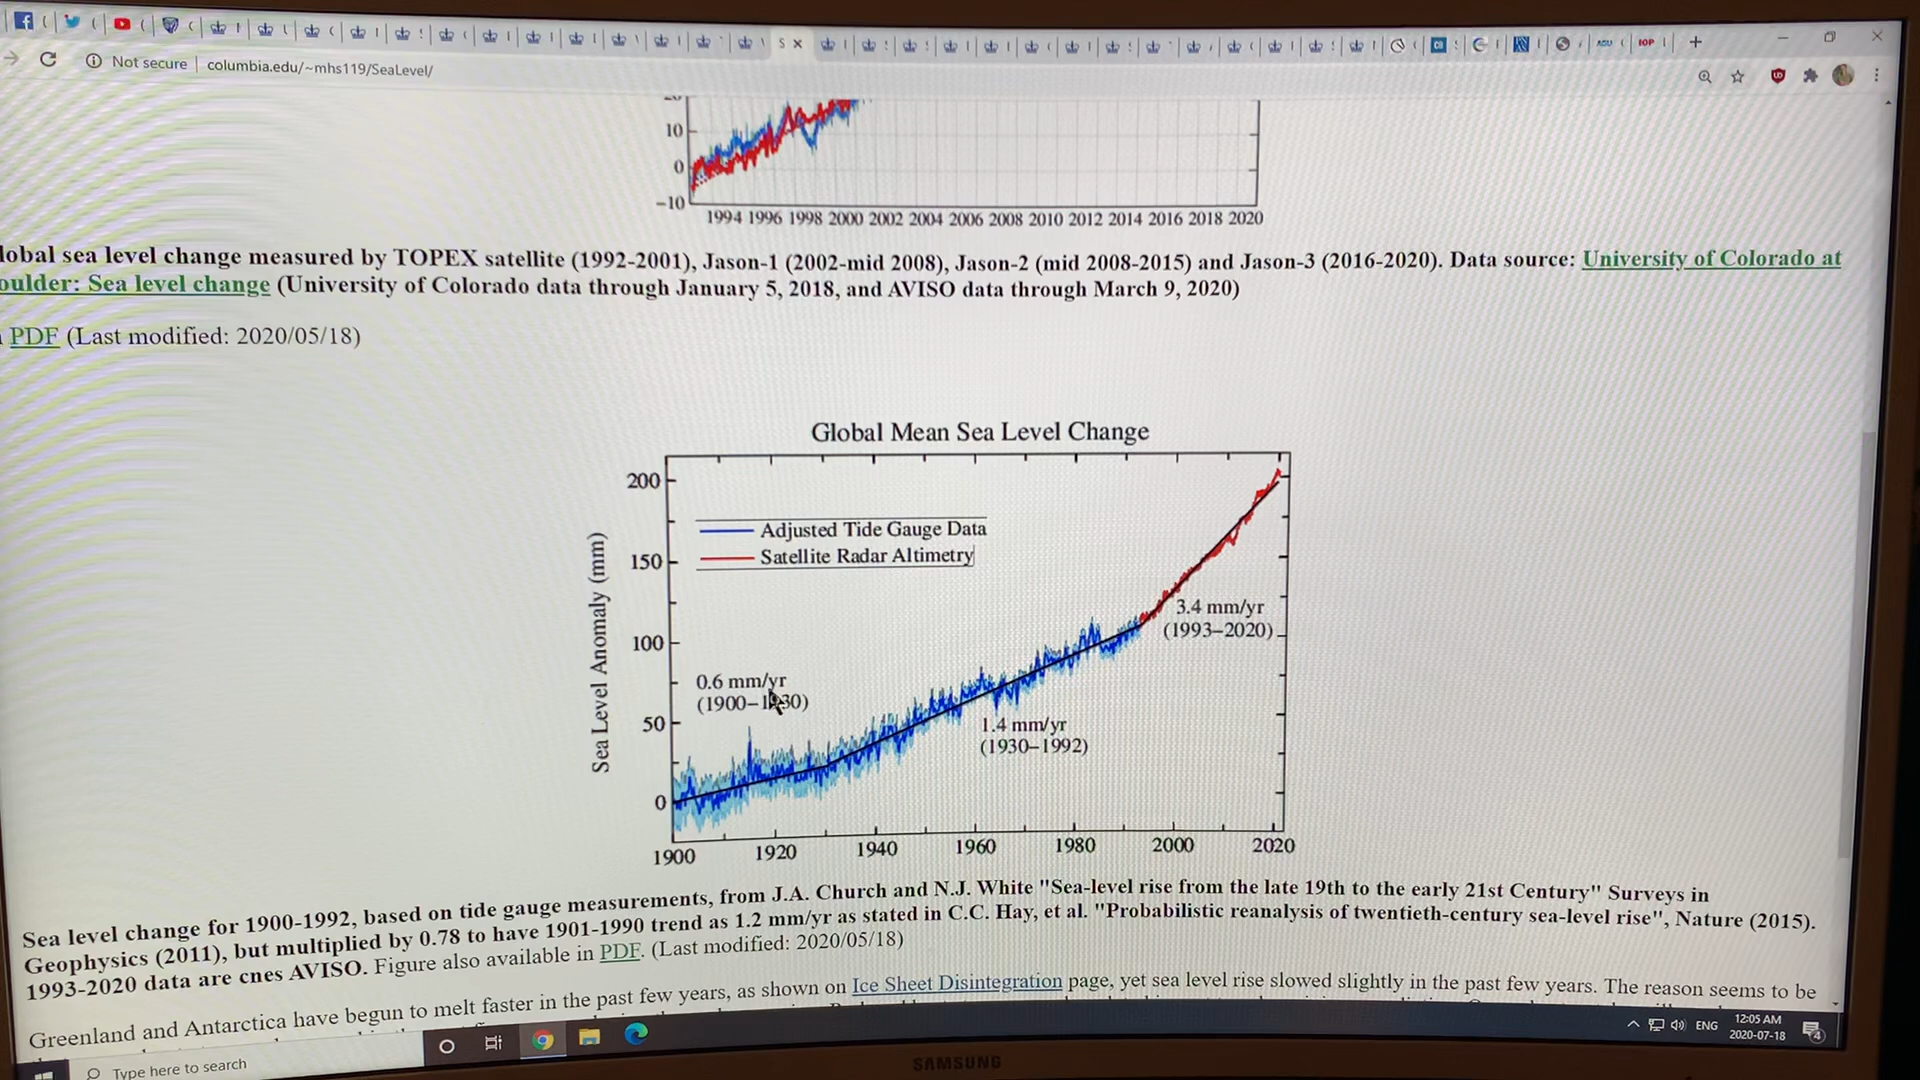 Not secure | columbia.edu/~mhs119/SeaLevel/
10
0
-10
1994 1996 1998 2000 2002 2004 2006 2008 2010 2012 2014 2016 2018 2020
lobal sea level change measured by TOPEX satellite (1992-2001), Jason-1 (2002-mid 2008), Jason-2 (mid 2008-2015) and Jason-3 (2016-2020). Data source: University of Colorado at
oulder: Sea level change (University of Colorado data through January 5, 2018, and AVISO data through March 9, 2020)
PDF (Last modified: 2020/05/18)
Global Mean Sea Level Change
200
Adjusted Tide Gauge Data
Satellite Radar Altimetry
150
100
50
0
Sea Level Anomaly (mm)
3.4 mm/yr
(1993–2020)
0.6 mm/yr
(1900–1930)
1.4 mm/yr
(1930–1992)
1900 1920 1940 1960 1980 2000 2020
Sea level change for 1900-1992, based on tide gauge measurements, from J.A. Church and N.J. White "Sea-level rise from the late 19th to the early 21st Century" Surveys in
Geophysics (2011), but multiplied by 0.78 to have 1901-1990 trend as 1.2 mm/yr as stated in C.C. Hay, et al. "Probabilistic reanalysis of twentieth-century sea-level rise", Nature (2015).
1993-2020 data are cnes AVISO. Figure also available in PDF. (Last modified: 2020/05/18)
Greenland and Antarctica have begun to melt faster in the past few years, as shown on Ice Sheet Disintegration page, yet sea level rise slowed slightly in the past few years. The reason seems to be
Type here to search
ENG
12:05 AM
2020-07-18
4
SAMSUNG